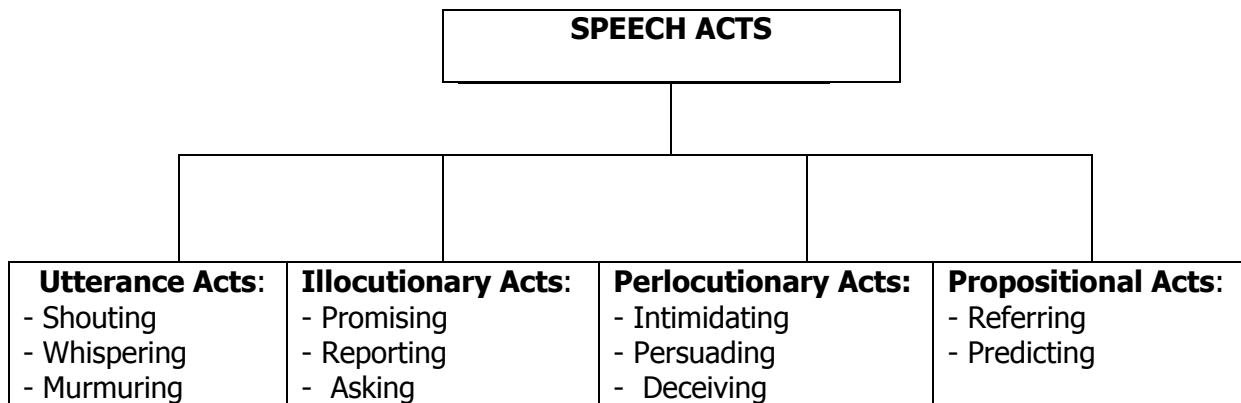 SPEECH ACTS
Utterance Acts:
- Shouting
- Whispering
- Murmuring
Illocutionary Acts:
- Promising
- Reporting
- Asking
Perlocutionary Acts:
- Intimidating
- Persuading
- Deceiving
Propositional Acts:
- Referring
- Predicting